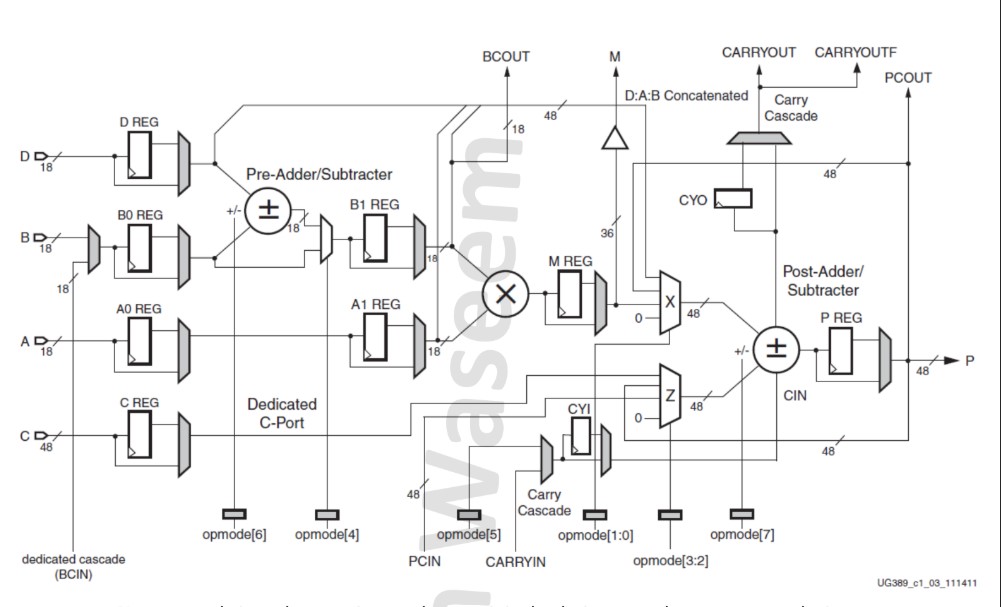 BCOUT
M
CARRYOUT
CARRYOUTF
PCOUT
D:A:B Concatenated
Carry
Cascade
48
18
D REG
D
18
Pre-Adder/Subtracter
48
+/-
±
18
B0 REG
B
18
B1 REG
18
CYO
36
18
M REG
Post-Adder/
Subtracter
X
48
0
A0 REG
A
18
A1 REG
18
×
P REG
+/-
±
48
P
CIN
Z
48
0
C REG
C
48
Dedicated
C-Port
CYI
48
48
Carry
Cascade
opmode[6]
opmode[4]
opmode[5]
opmode[1:0]
opmode[7]
opmode[3:2]
PCIN
CARRYIN
dedicated cascade
(BCIN)
UG389_c1_03_111411
Waseem